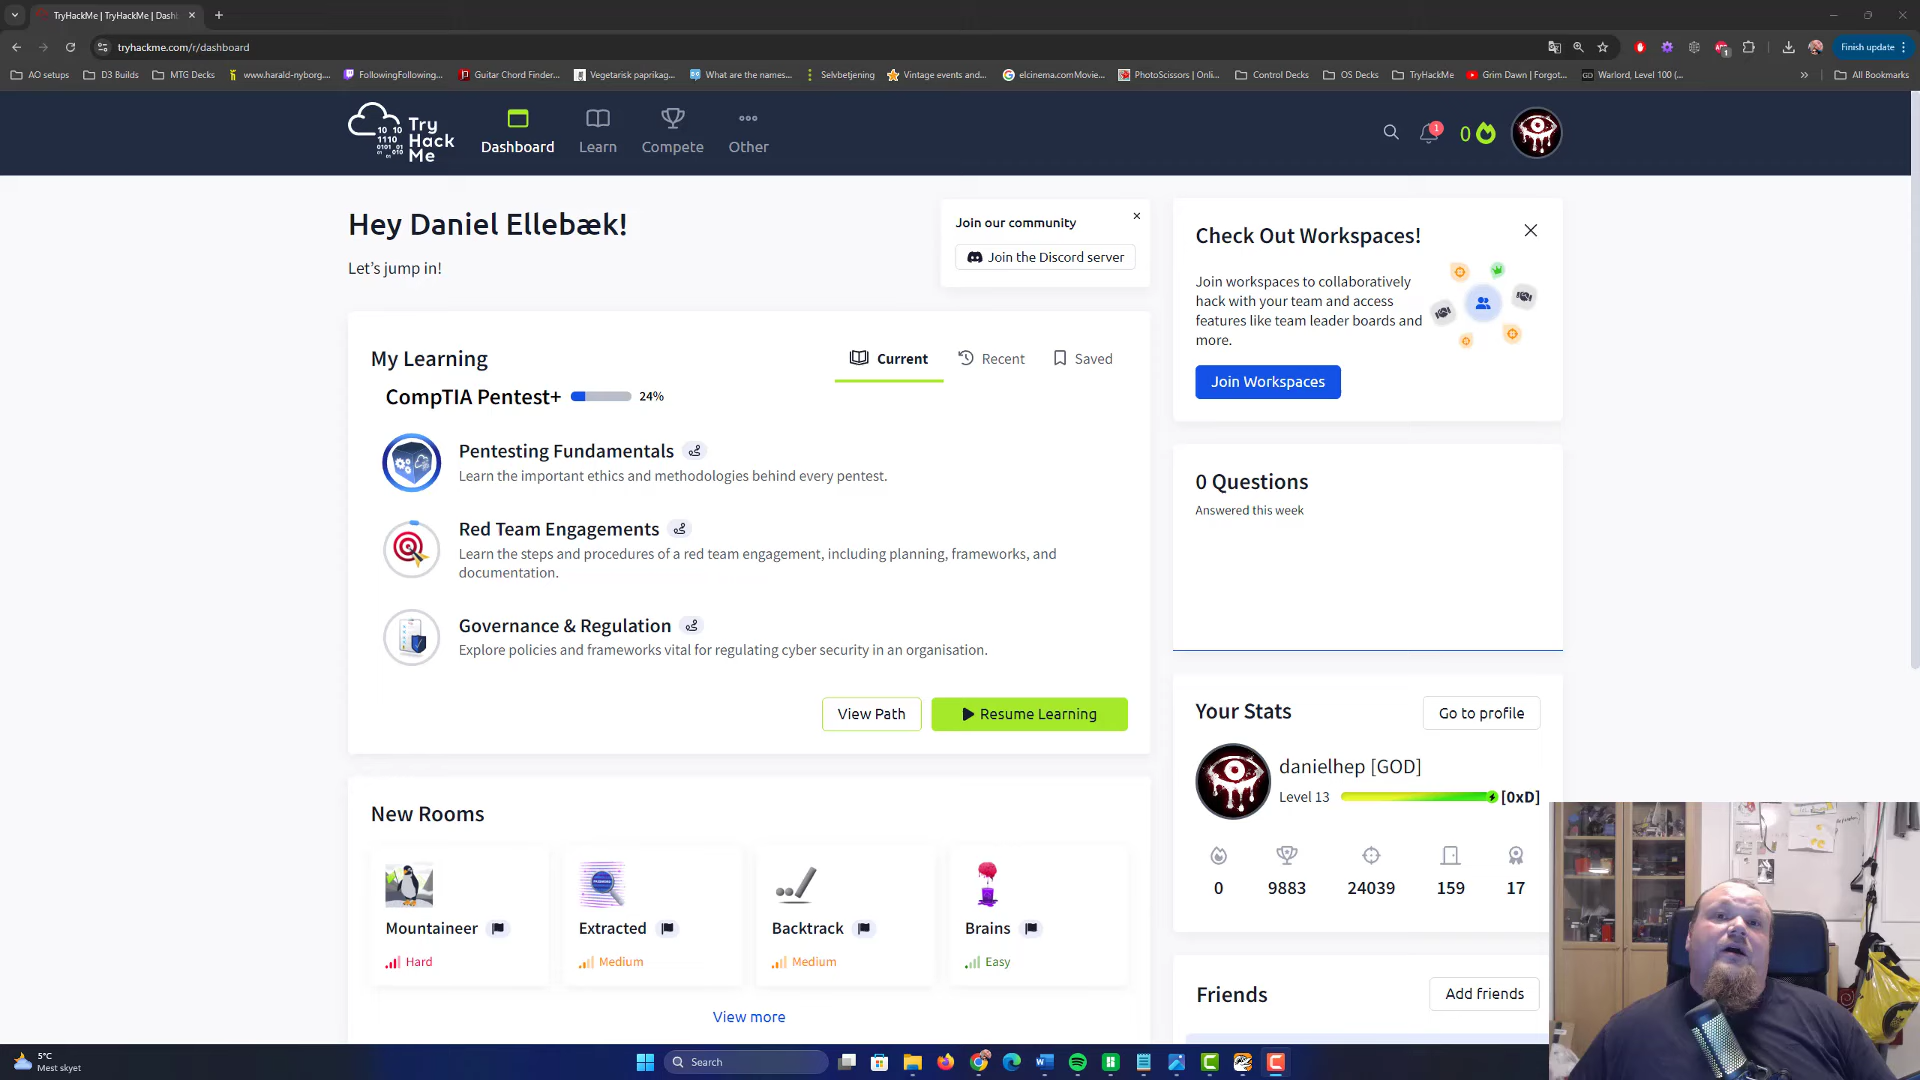 TryHackMe | TryHackMe | Dash
tryhackme.com/r/dashboard
Finish update
AO setups
D3 Builds
MTG Decks
www.harald-nyborg....
FollowingFollowing...
Guitar Chord Finder...
Vegetarisk paprikag...
What are the names...
Selvbetjening
Vintage events and...
elcinema.comMovie...
PhotoScissors | Onli...
Control Decks
OS Decks
TryHackMe
Grim Dawn | Forgot...
Warlord, Level 100 (...
All Bookmarks
Try
Hack
Me
Dashboard
Learn
Compete
Other
1
0
Hey Daniel Ellebæk!
Let's jump in!
Join our community
Join the Discord server
Check Out Workspaces!
Join workspaces to collaboratively
hack with your team and access
features like team leader boards and
more.
Join Workspaces
My Learning
Current
Recent
Saved
CompTIA Pentest+
24%
Pentesting Fundamentals
Learn the important ethics and methodologies behind every pentest.
Red Team Engagements
Learn the steps and procedures of a red team engagement, including planning, frameworks, and
documentation.
Governance & Regulation
Explore policies and frameworks vital for regulating cyber security in an organisation.
View Path
Resume Learning
0 Questions
Answered this week
Your Stats
Go to profile
danielhep [GOD]
Level 13
[0xD]
0
9883
24039
159
17
New Rooms
Mountaineer
Hard
Extracted
Medium
Backtrack
Medium
Brains
Easy
View more
Friends
Add friends
5°C
Mest skyet
Search